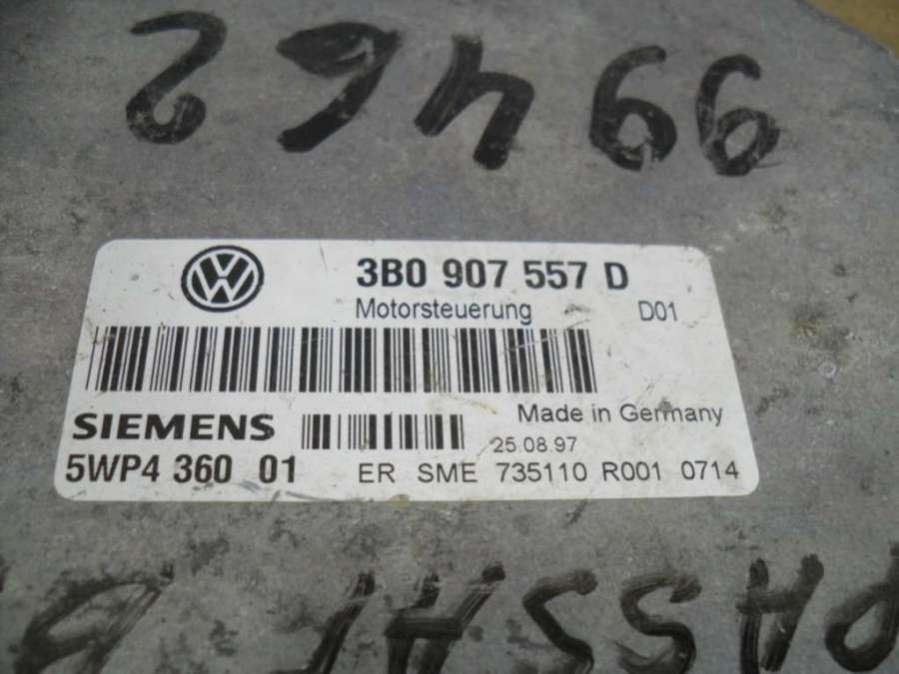 3B0 907 557 D
Motorsteuerung D01
Made in Germany
SIEMENS 25.08.97
5WP4 360 01 ER SME 735110 R001 0714
PASSAT